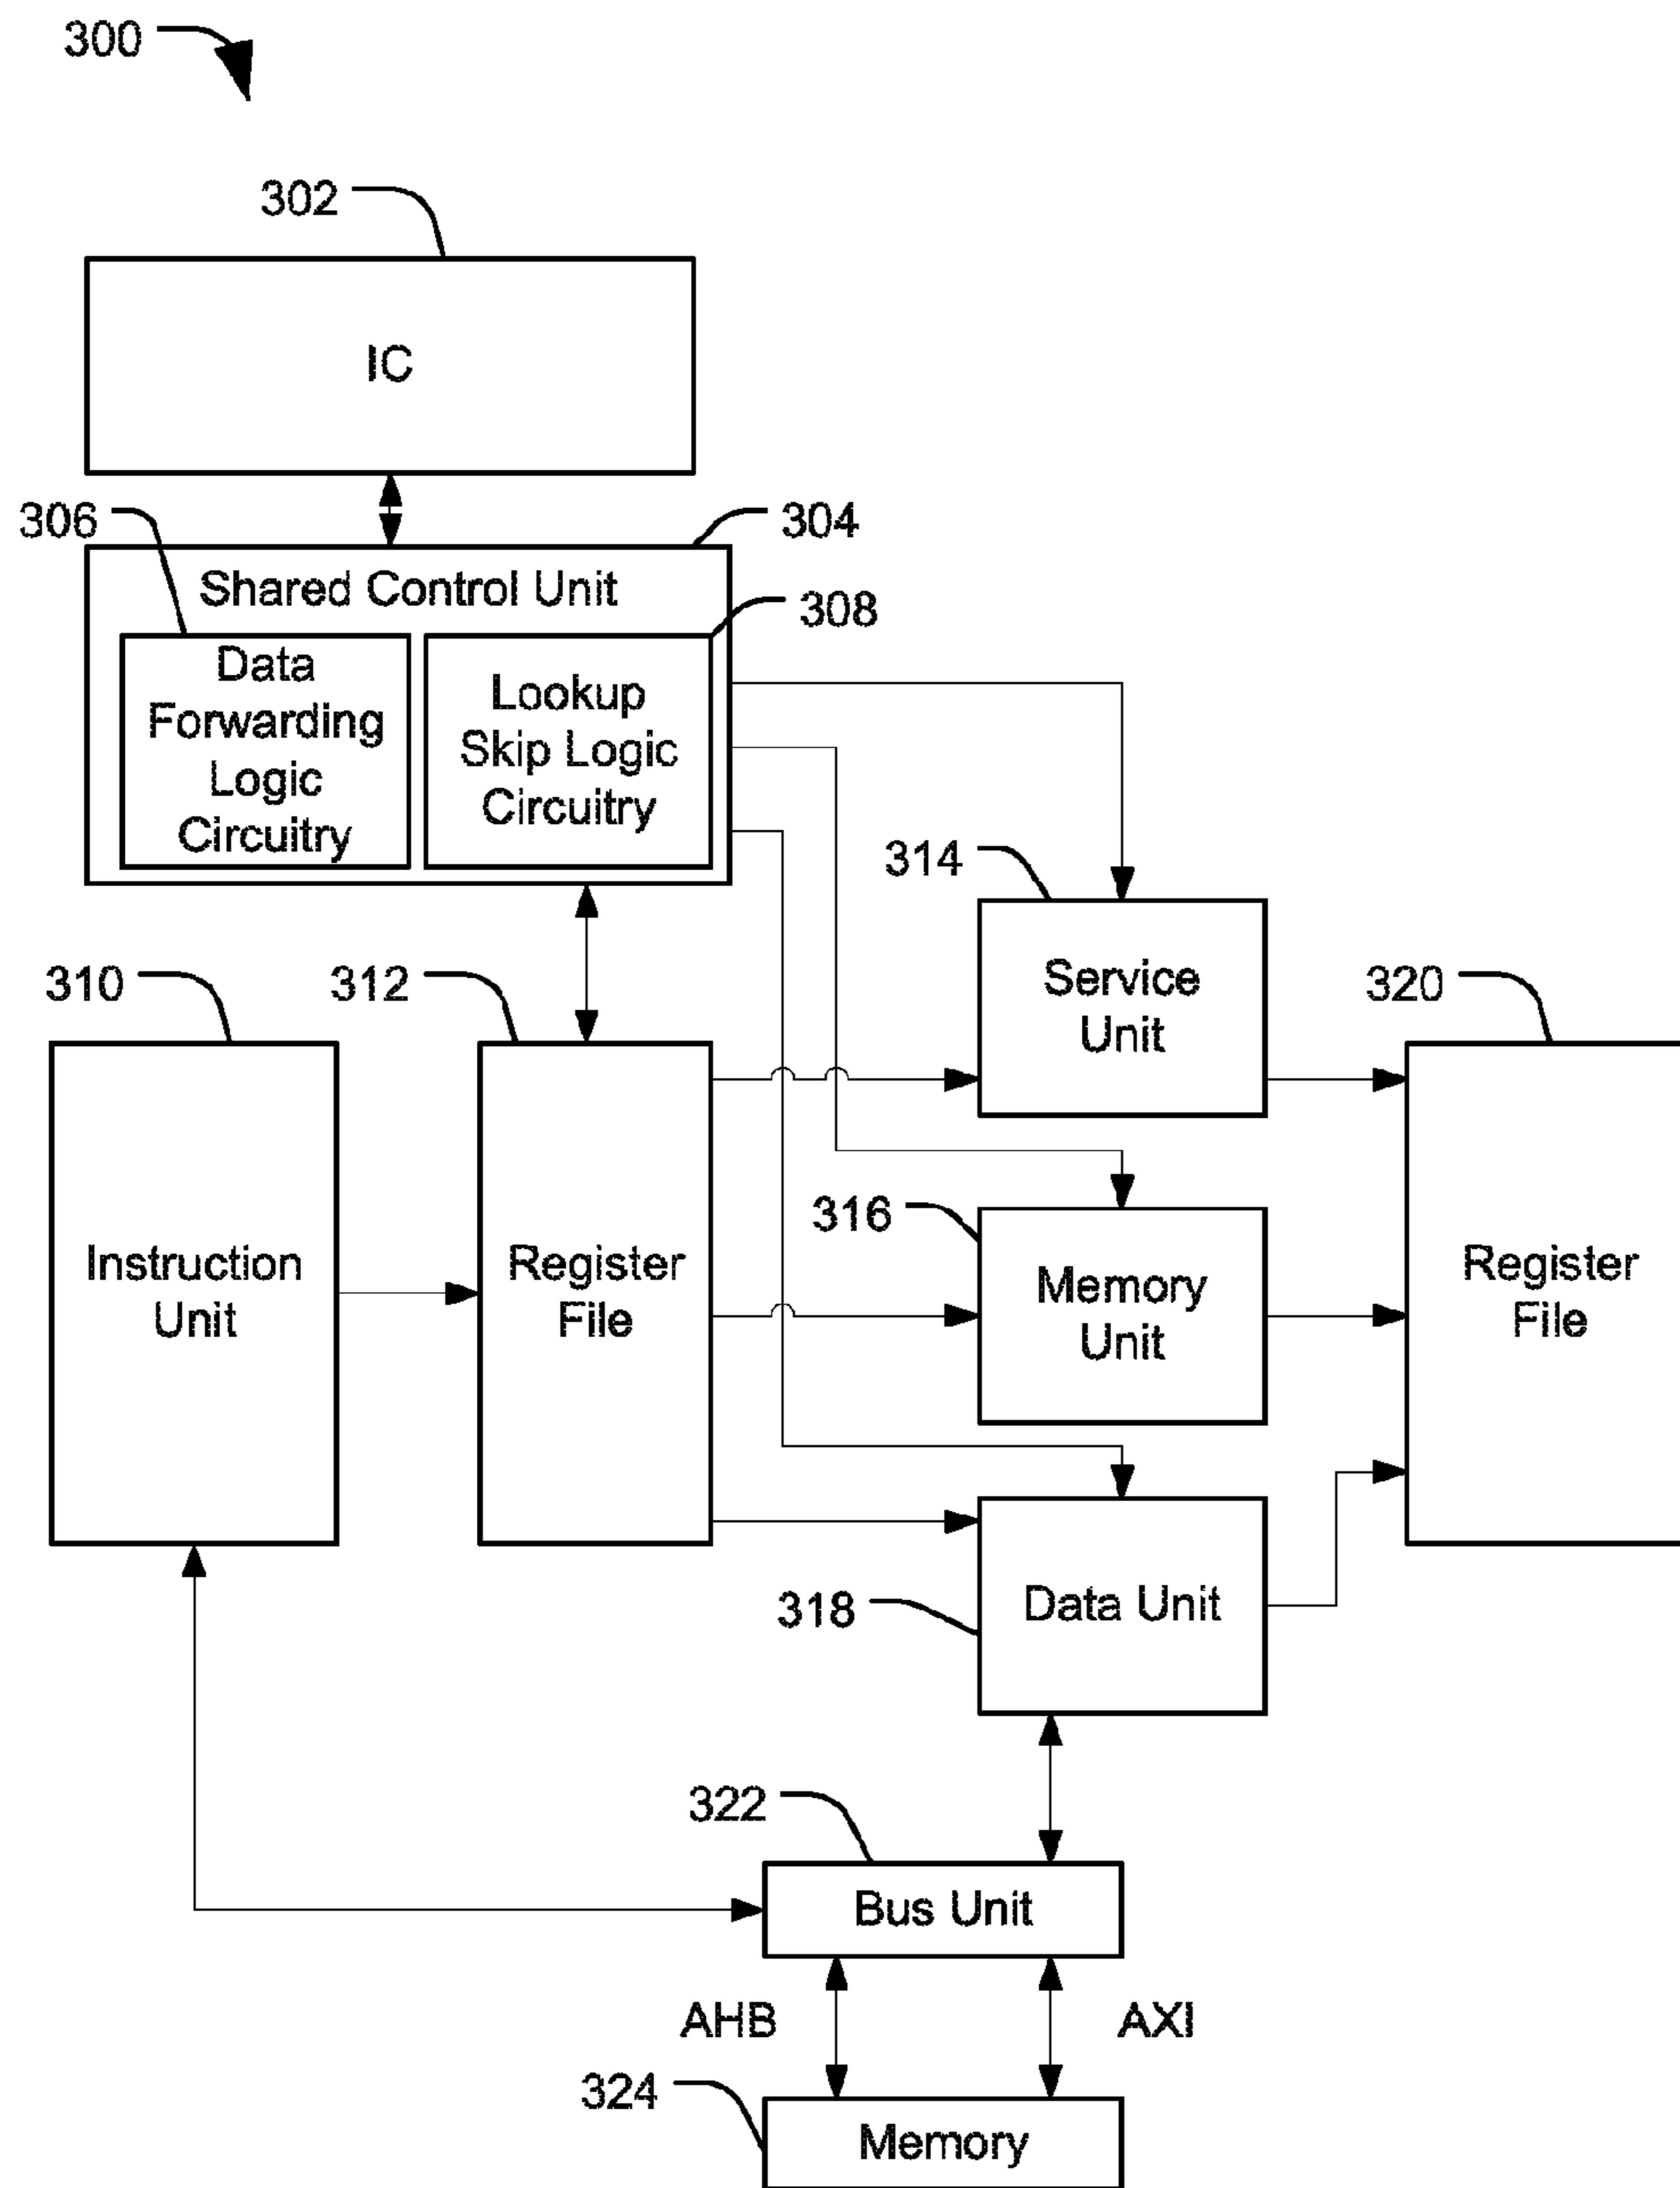 300
302
IC
306
304
Shared Control Unit
308
Data
Forwarding
Logic
Circuitry
Lookup
Skip Logic
Circuitry
314
310
312
Service
Unit
320
316
Instruction
Unit
Register
File
Memory
Unit
Register
File
318
Data Unit
322
Bus Unit
AHB
AXI
324
Memory